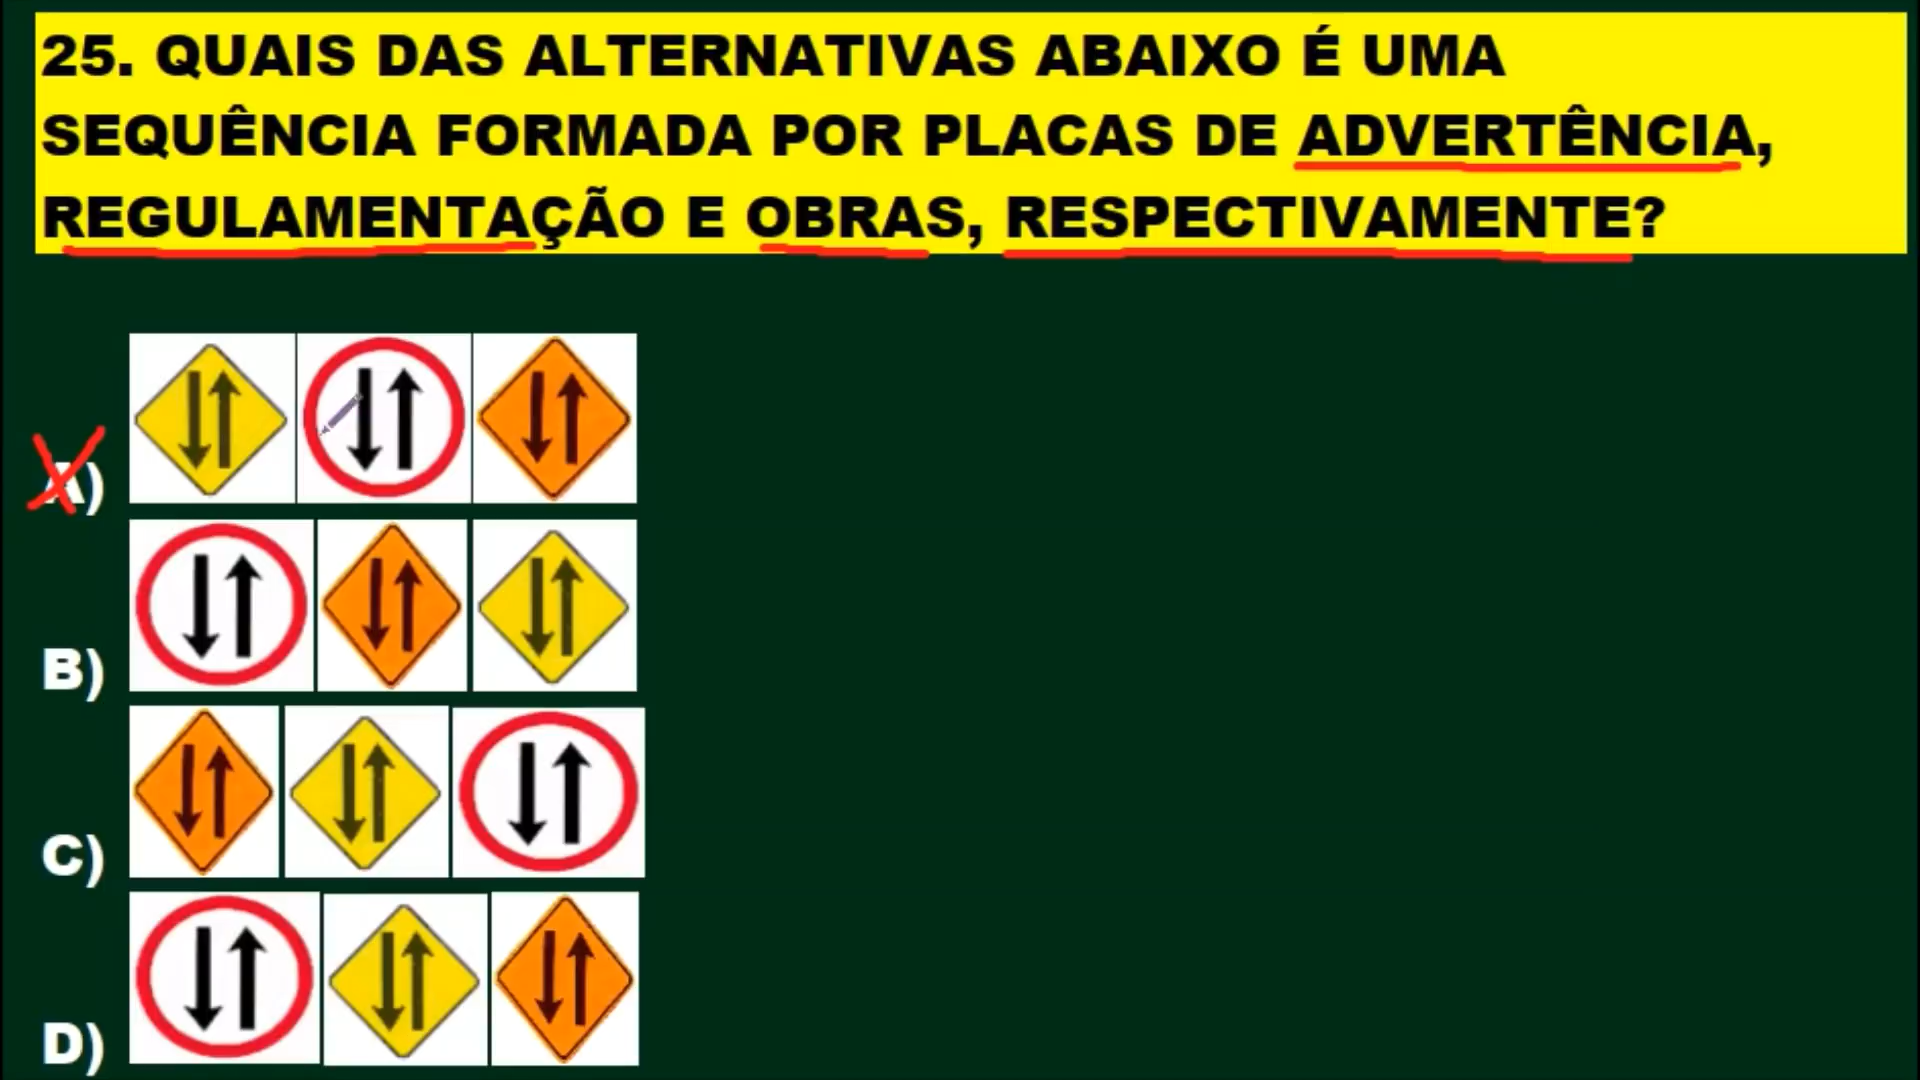 25. QUAIS DAS ALTERNATIVAS ABAIXO É UMA
SEQUÊNCIA FORMADA POR PLACAS DE ADVERTÊNCIA,
REGULAMENTAÇÃO E OBRAS, RESPECTIVAMENTE?
A)
B)
C)
D)